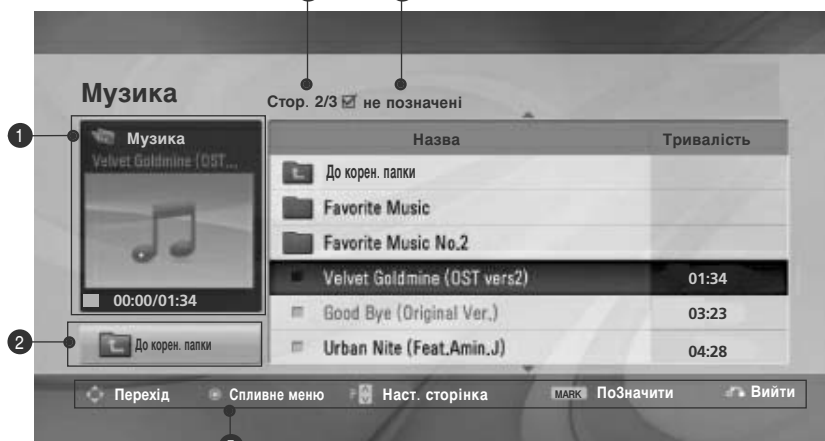 Музика
Стор. 2/3 не позначені
1
Музика
Velvet Goldmine (OST...
00:00/01:34
2
До корен. папки
Назва Тривалість
До корен. папки
Favorite Music
Favorite Music No.2
Velvet Goldmine (OST vers2) 01:34
Good Bye (Original Ver.) 03:23
Urban Nite (Feat.Amin.J) 04:28
Перехід Спливне меню P Наст. сторінка MARK ПоЗначити Вийти